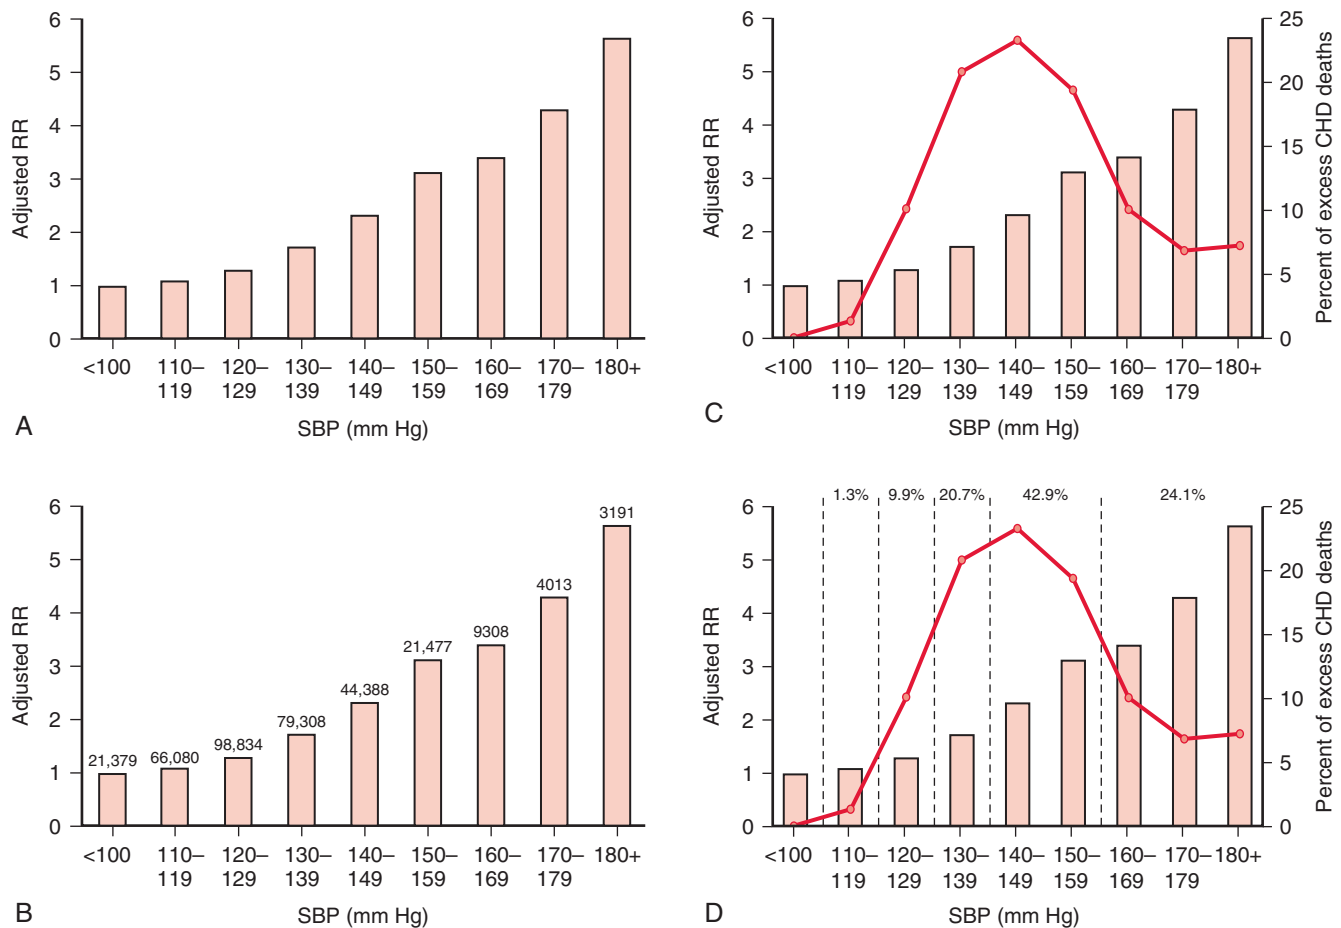 6
5
4
3
2
1
0
Adjusted RR
<100 110– 120– 130– 140– 150– 160– 170– 180+
119 129 139 149 159 169 179
SBP (mm Hg)
A
6
5
4
3
2
1
0
Adjusted RR
25
20
15
10
5
0
Percent of excess CHD deaths
<100 110– 120– 130– 140– 150– 160– 170– 180+
119 129 139 149 159 169 179
SBP (mm Hg)
C
6
5
4
3
2
1
0
Adjusted RR
21,379 66,080 98,834 79,308 44,388 21,477 9308 4013 3191
<100 110– 120– 130– 140– 150– 160– 170– 180+
119 129 139 149 159 169 179
SBP (mm Hg)
B
1.3% 9.9% 20.7% 42.9% 24.1%
6
5
4
3
2
1
0
Adjusted RR
25
20
15
10
5
0
Percent of excess CHD deaths
<100 110– 120– 130– 140– 150– 160– 170– 180+
119 129 139 149 159 169 179
SBP (mm Hg)
D